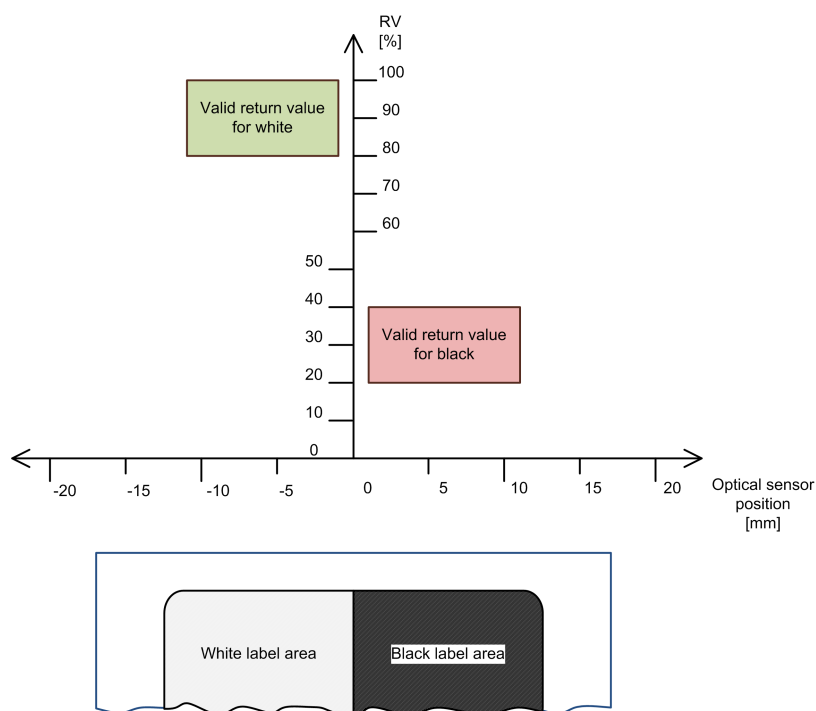 RV
[%]
100
Valid return value
for white
90
80
70
60
50
40
Valid return value
for black
30
20
10
0
-20
-15
-10
-5
0
5
10
15
20
Optical sensor
position
[mm]
White label area
Black label area